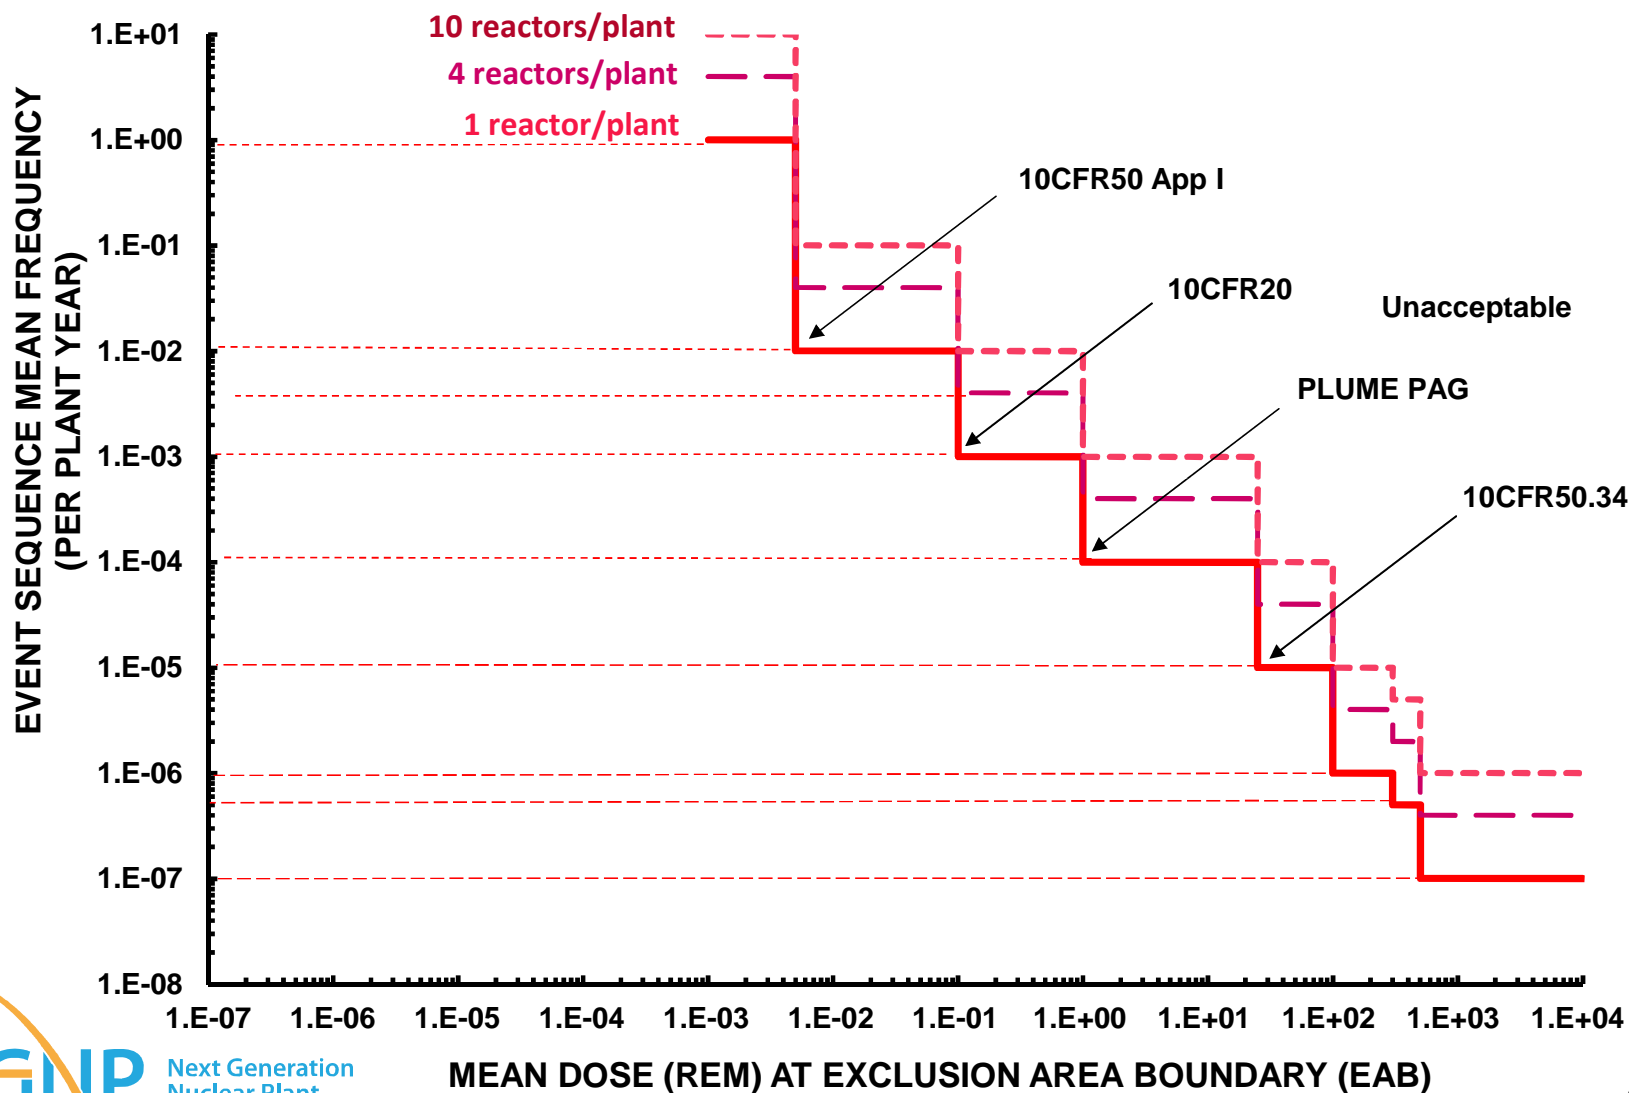 10 reactors/plant
4 reactors/plant
1 reactor/plant
1.E+01
1.E+00
1.E-01
1.E-02
1.E-03
1.E-04
1.E-05
1.E-06
1.E-07
1.E-08
EVENT SEQUENCE MEAN FREQUENCY
(PER PLANT YEAR)
10CFR50 App I
10CFR20
Unacceptable
PLUME PAG
10CFR50.34
1.E-07 1.E-06 1.E-05 1.E-04 1.E-03 1.E-02 1.E-01 1.E+00 1.E+01 1.E+02 1.E+03 1.E+04
MEAN DOSE (REM) AT EXCLUSION AREA BOUNDARY (EAB)
Next Generation
Nuclear Plant